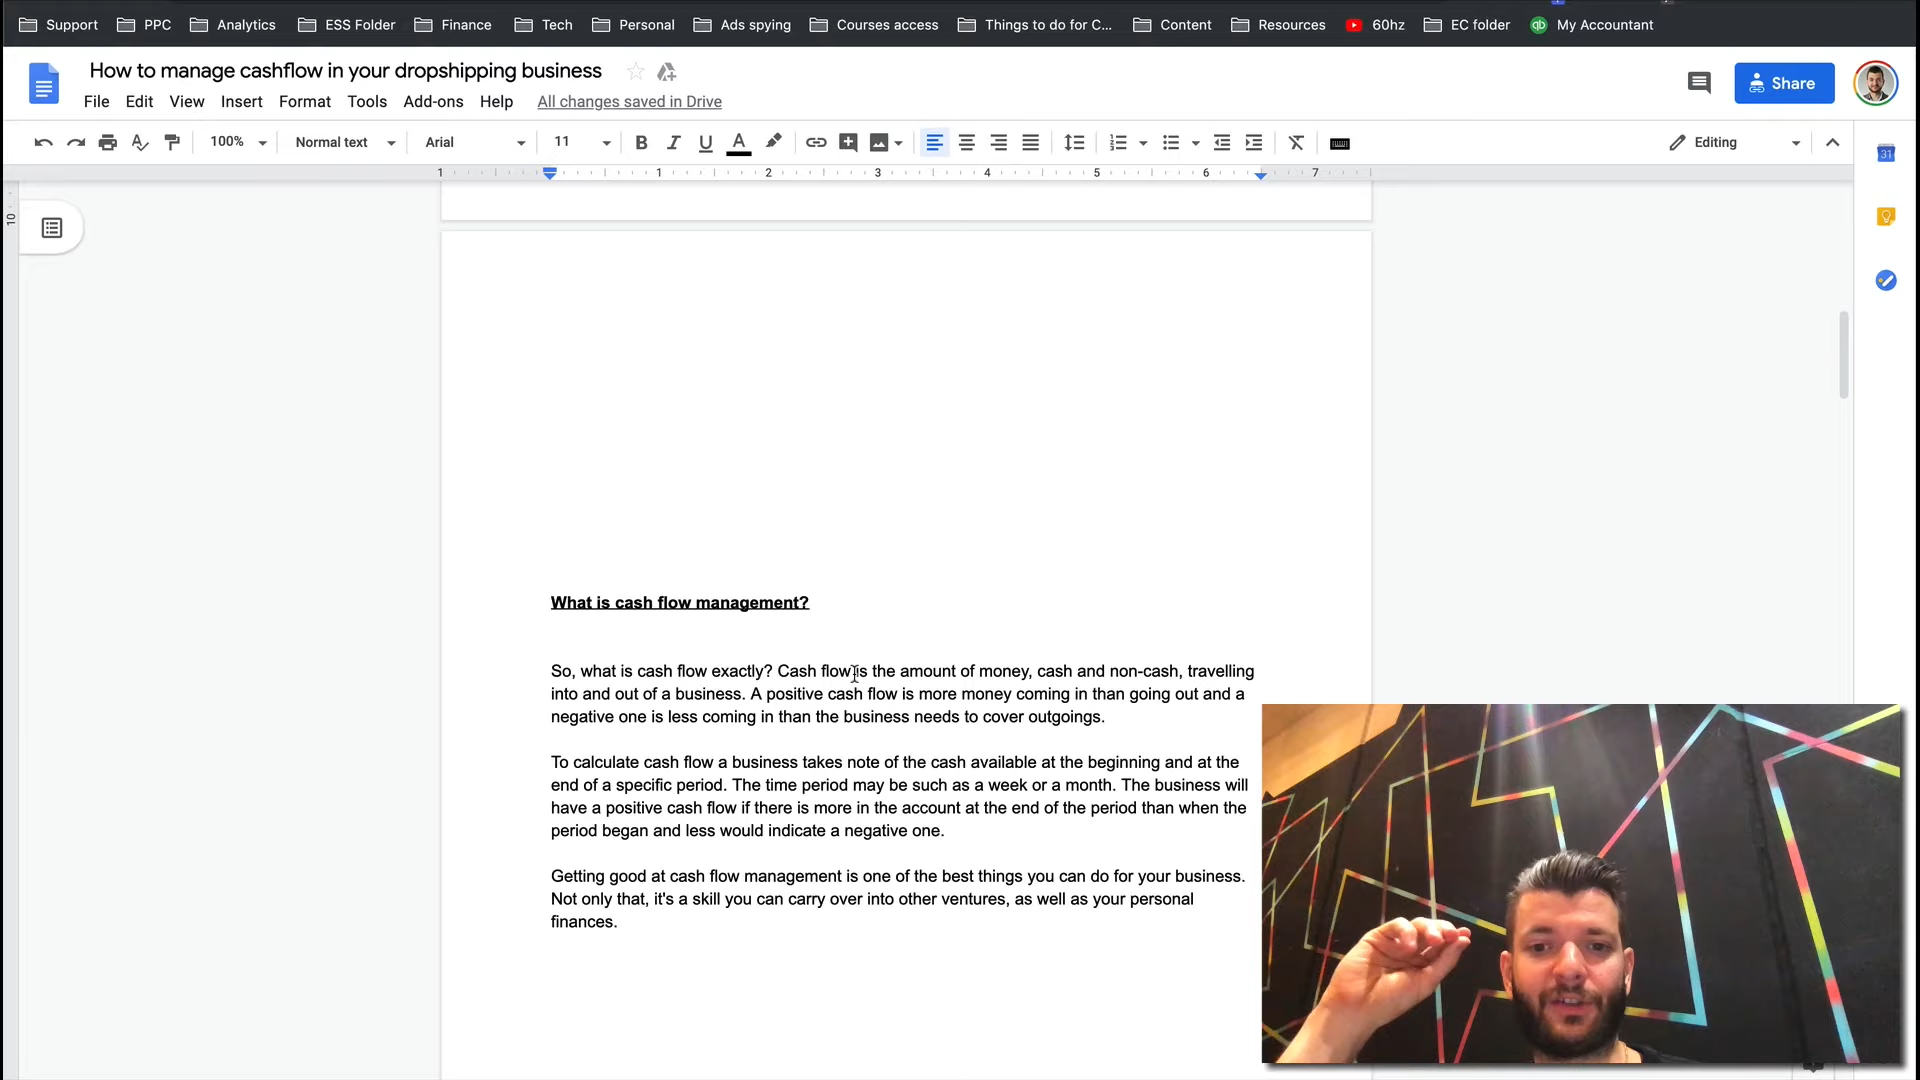 Support PPC Analytics ESS Folder Finance Tech Personal Ads spying Courses access Things to do for C... Content Resources 60hz EC folder My Accountant
How to manage cashflow in your dropshipping business
Share
File Edit View Insert Format Tools Add-ons Help All changes saved in Drive
100% Normal text Arial 11 B I U A Editing
31
1 1 2 3 4 5 6 7
10
What is cash flow management?
So, what is cash flow exactly? Cash flow is the amount of money, cash and non-cash, travelling
into and out of a business. A positive cash flow is more money coming in than going out and a
negative one is less coming in than the business needs to cover outgoings.
To calculate cash flow a business takes note of the cash available at the beginning and at the
end of a specific period. The time period may be such as a week or a month. The business will
have a positive cash flow if there is more in the account at the end of the period than when the
period began and less would indicate a negative one.
Getting good at cash flow management is one of the best things you can do for your business.
Not only that, it's a skill you can carry over into other ventures, as well as your personal
finances.